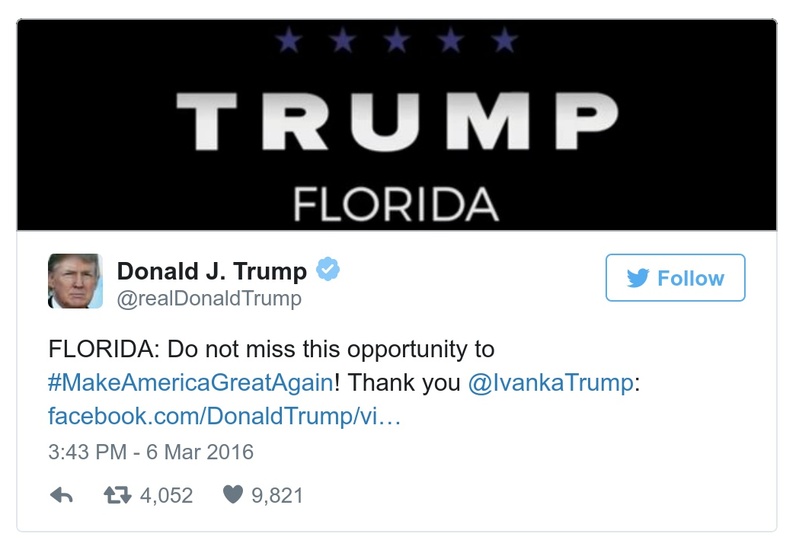 TRUMP
FLORIDA
Donald J. Trump
@realDonaldTrump
Follow
FLORIDA: Do not miss this opportunity to
#MakeAmericaGreatAgain! Thank you @IvankaTrump:
facebook.com/DonaldTrump/vi…
3:43 PM - 6 Mar 2016
4,052 9,821